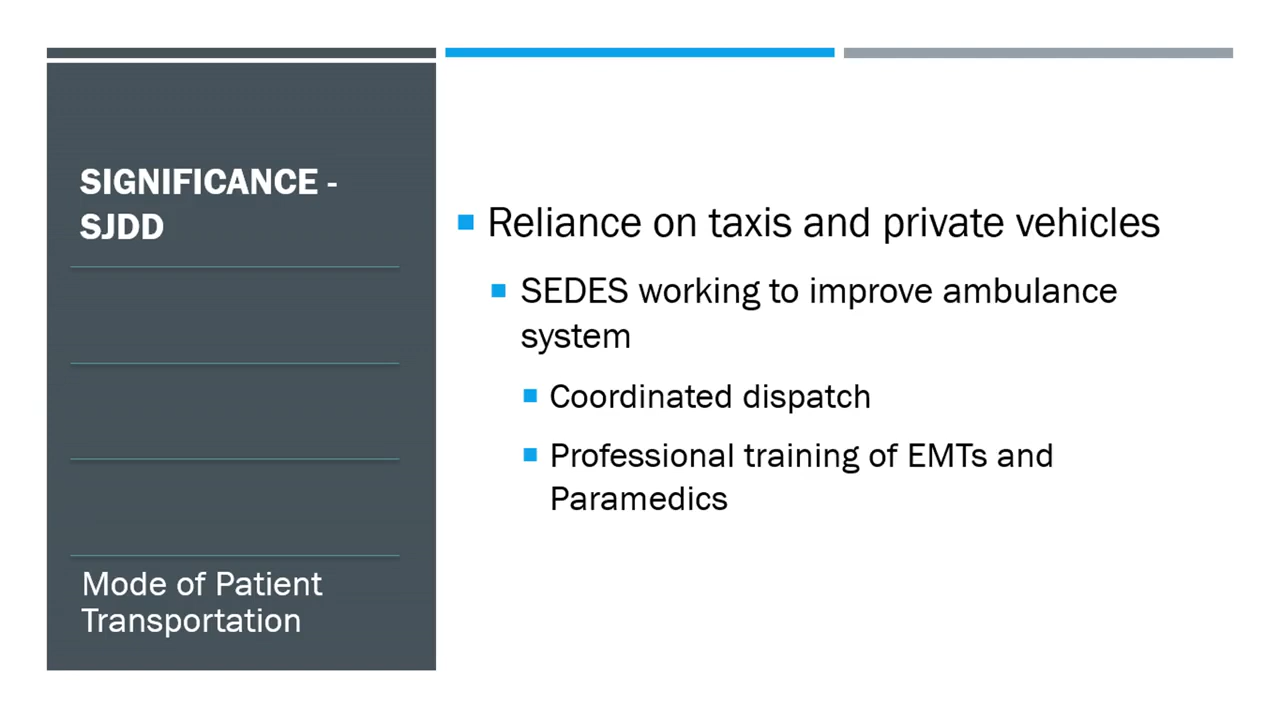 SIGNIFICANCE -
SJDD
Mode of Patient
Transportation
Reliance on taxis and private vehicles
SEDES working to improve ambulance
system
Coordinated dispatch
Professional training of EMTs and
Paramedics